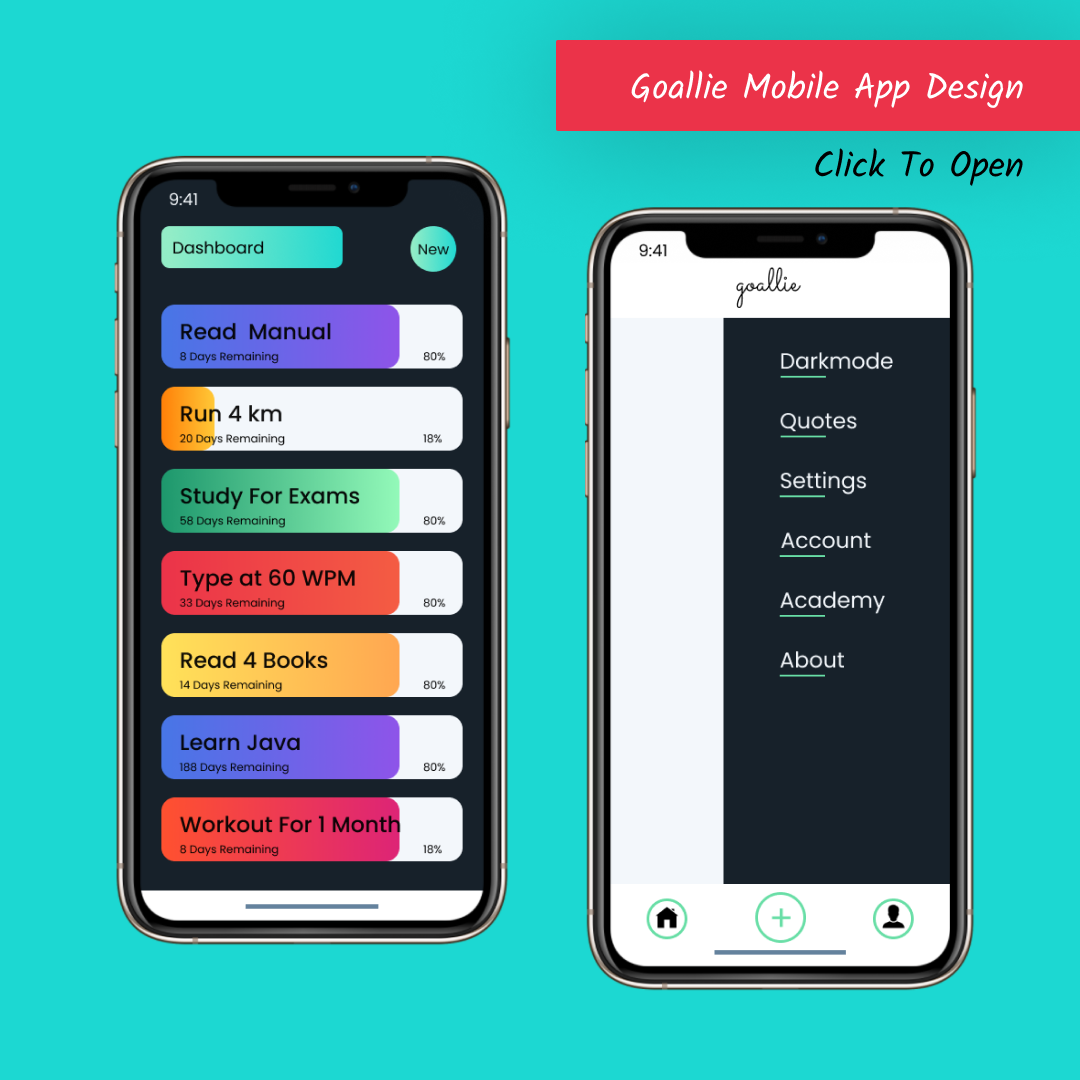 Goallie Mobile App Design
Click To Open
9:41
Dashboard
New
Read Manual
8 Days Remaining
80%
Run 4 km
20 Days Remaining
18%
Study For Exams
58 Days Remaining
80%
Type at 60 WPM
33 Days Remaining
80%
Read 4 Books
14 Days Remaining
80%
Learn Java
188 Days Remaining
80%
Workout For 1 Month
8 Days Remaining
18%
9:41
goallie
Darkmode
Quotes
Settings
Account
Academy
About